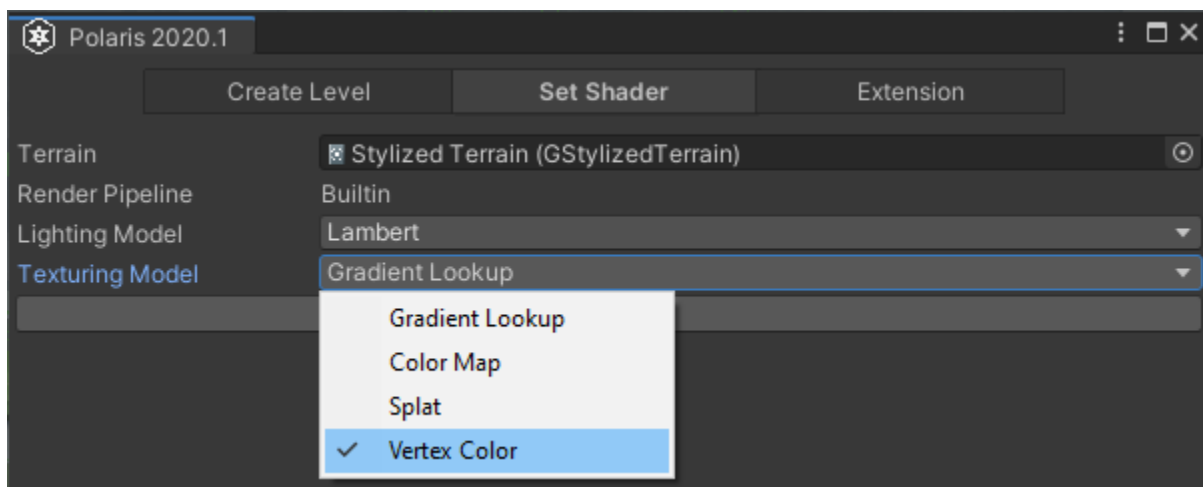 Polaris 2020.1
Create Level Set Shader Extension
Terrain Stylized Terrain (GStylizedTerrain)
Render Pipeline Builtin
Lighting Model Lambert
Texturing Model Gradient Lookup
Gradient Lookup
Color Map
Splat
Vertex Color